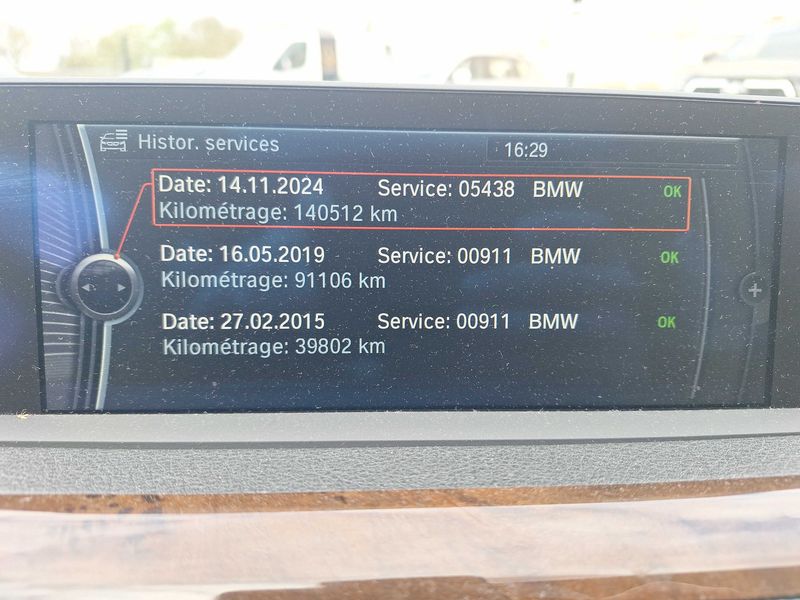 Histor. services 16:29
Date: 14.11.2024 Service: 05438 BMW OK
Kilométrage: 140512 km
Date: 16.05.2019 Service: 00911 BMW OK
Kilométrage: 91106 km
Date: 27.02.2015 Service: 00911 BMW OK
Kilométrage: 39802 km